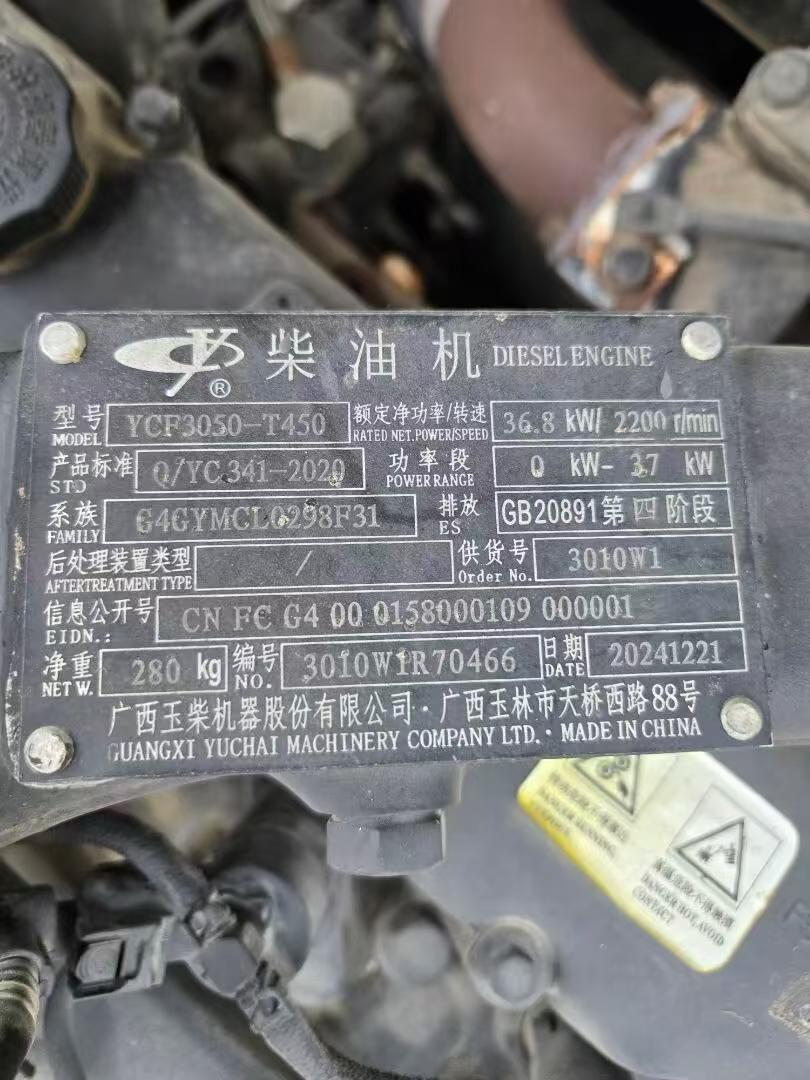 柴油机 DIESEL ENGINE
®
型号 YCF3050-T450 额定净功率/转速 36.8 kW/ 2200 r/min
MODEL RATED NET.POWER/SPEED
产品标准 Q/YC 341-2020 功率段 0 kW- 37 kW
STD POWER RANGE
系族 G4GYMCL0298F31 排放 GB20891第四阶段
FAMILY ES
后处理装置类型 / 供货号 3010W1
AFTERTREATMENT TYPE Order No.
信息公开号 CN FC G4 00 0158000109 000001
EIDN.:
净重 280 kg 编号 3010W1R70466 日期 20241221
NET W. NO. DATE
广西玉柴机器股份有限公司·广西玉林市天桥西路88号
GUANGXI YUCHAI MACHINERY COMPANY LTD. · MADE IN CHINA
DANGER RUNNING,
DANGER HOT, AVOID
CONTACT